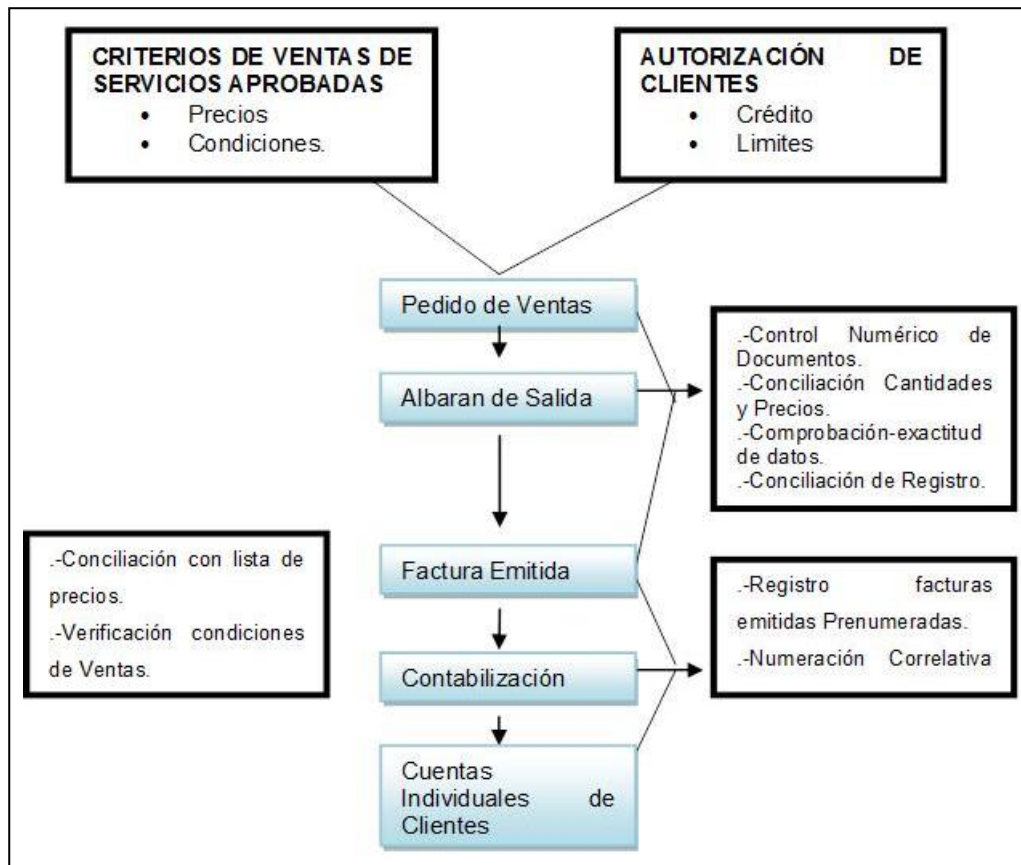 CRITERIOS DE VENTAS DE
SERVICIOS APROBADAS
• Precios
• Condiciones.
AUTORIZACIÓN DE
CLIENTES
• Crédito
• Limites
Pedido de Ventas
Albaran de Salida
.-Control Numérico de
Documentos.
.-Conciliación Cantidades
y Precios.
.-Comprobación-exactitud
de datos.
.-Conciliación de Registro.
.-Conciliación con lista de
precios.
.-Verificación condiciones
de Ventas.
Factura Emitida
Contabilización
.-Registro facturas
emitidas Prenumeradas.
.-Numeración Correlativa
Cuentas
Individuales de
Clientes